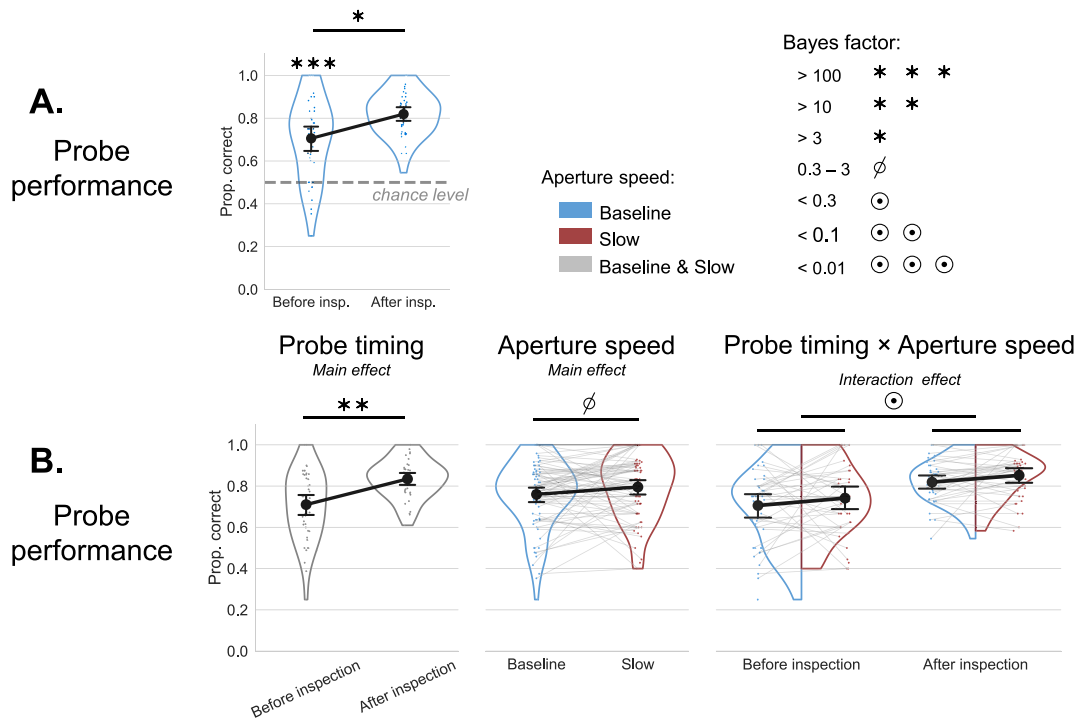 A.
Probe
performance
*
***
Prop. correct
1.0
0.8
0.6
0.4
0.2
0.0
chance level
Before insp.
After insp.
Aperture speed:
Baseline
Slow
Baseline & Slow
Bayes factor:
> 100 * * *
> 10 * *
> 3 *
0.3 – 3 ϕ
< 0.3 ⊙
< 0.1 ⊙ ⊙
< 0.01 ⊙ ⊙ ⊙
B.
Probe
performance
Probe timing
Main effect
**
Prop. correct
1.0
0.8
0.6
0.4
0.2
0.0
Before inspection
After inspection
Aperture speed
Main effect
ϕ
Baseline
Slow
Probe timing × Aperture speed
Interaction effect
⊙
Before inspection
After inspection